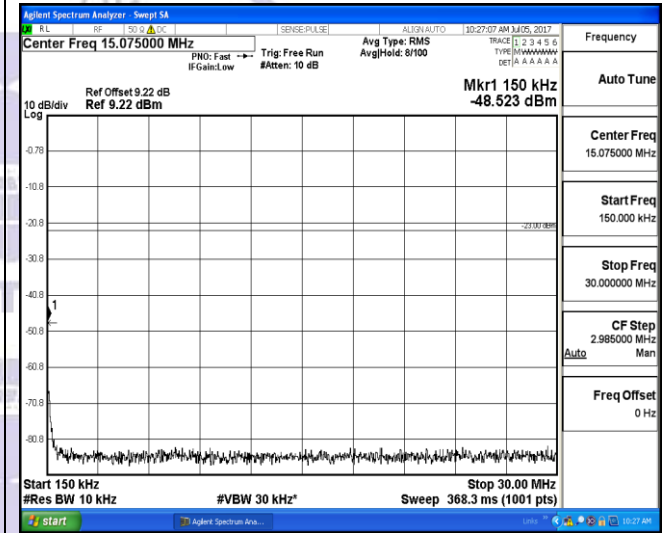 Agilent Spectrum Analyzer - Swept SA
RL RF 50 Ω DC SENSE:PULSE ALIGN AUTO 10:27:07 AM Jul 05, 2017
Center Freq 15.075000 MHz
PNO: Fast
IFGain:Low
Trig: Free Run
#Atten: 10 dB
Avg Type: RMS
Avg|Hold: 8/100
TRACE 1 2 3 4 5 6
TYPE M
DET A A A A A A
Ref Offset 9.22 dB
10 dB/div Ref 9.22 dBm
Log
Mkr1 150 kHz
-48.523 dBm
-0.78
-10.8
-20.8
-23.00 dBm
-30.8
-40.8
1
-50.8
-60.8
-70.8
-80.8
Start 150 kHz
Stop 30.00 MHz
#Res BW 10 kHz
#VBW 30 kHz*
Sweep 368.3 ms (1001 pts)
Frequency
Auto Tune
Center Freq
15.075000 MHz
Start Freq
150.000 kHz
Stop Freq
30.000000 MHz
CF Step
2.985000 MHz
Auto Man
Freq Offset
0 Hz
start
Agilent Spectrum Ana...
Links
10:27 AM